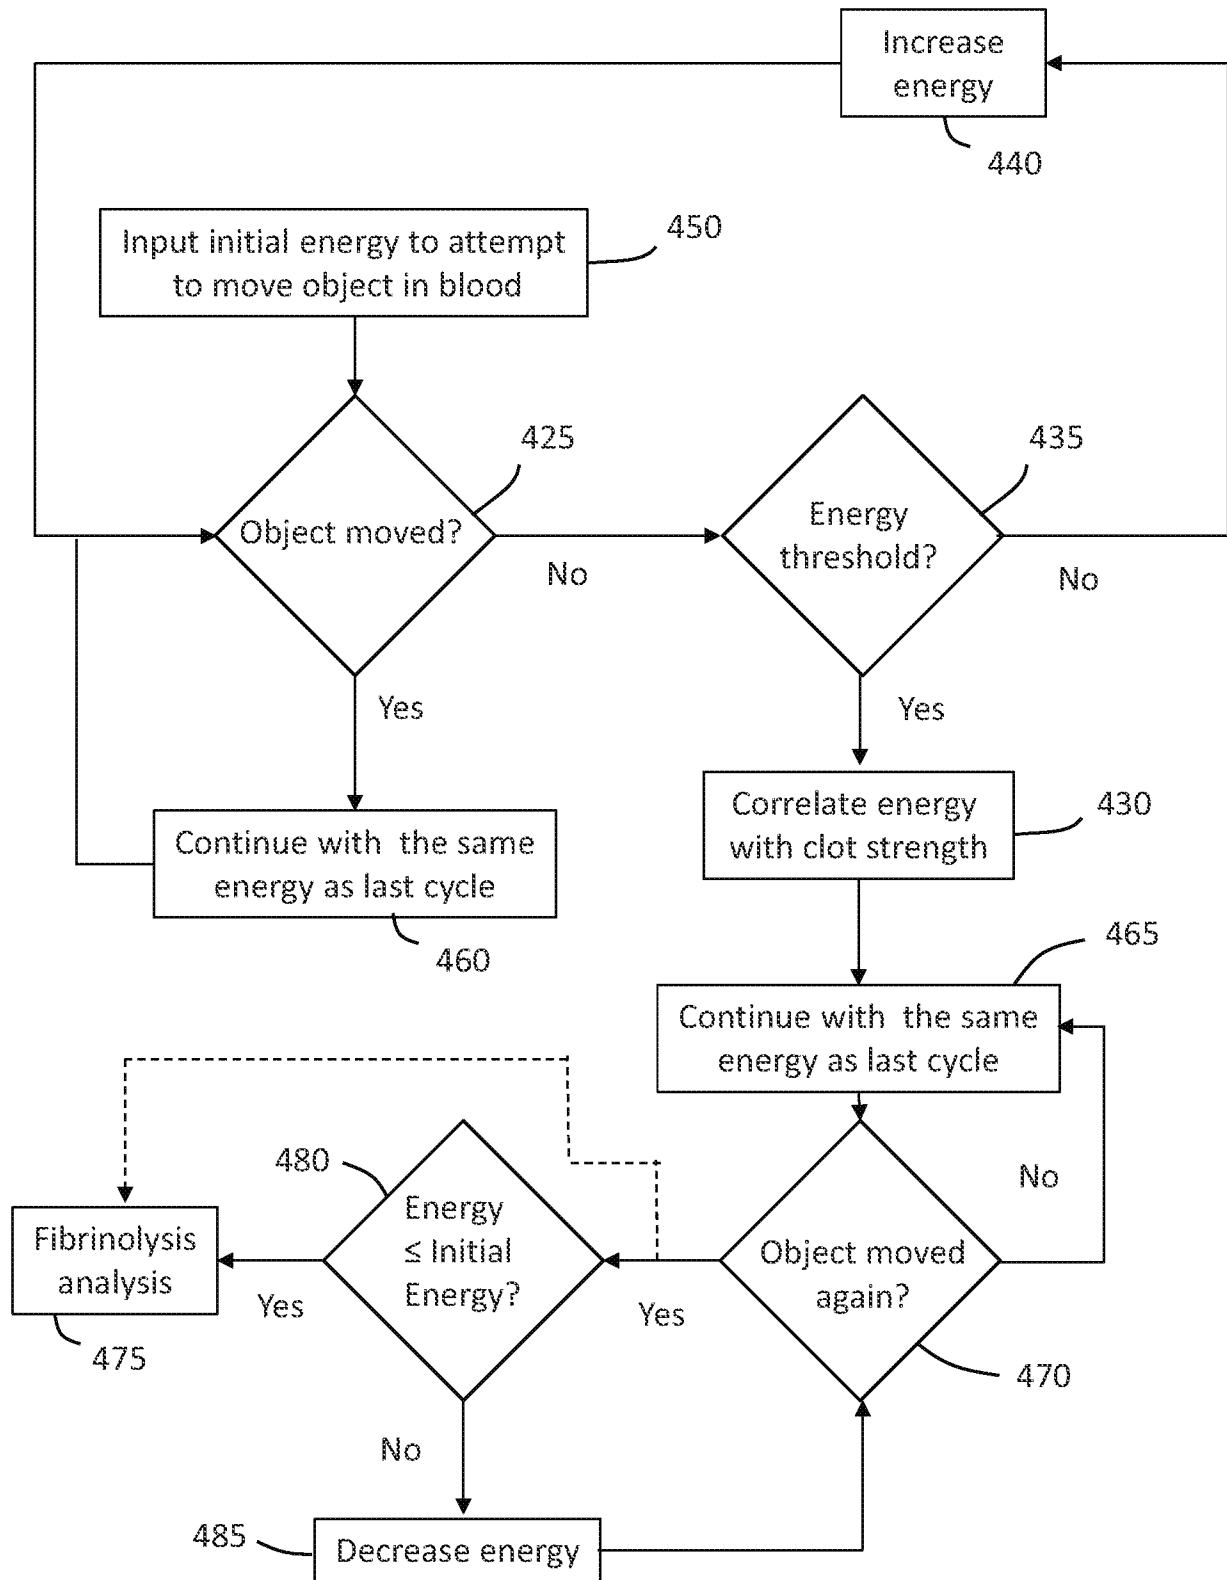 Increase
energy
440
Input initial energy to attempt
to move object in blood
450
425
435
Object moved?
Energy
threshold?
No
No
Yes
Yes
Correlate energy
with clot strength
430
Continue with the same
energy as last cycle
460
465
Continue with the same
energy as last cycle
480
No
Energy
≤ Initial
Energy?
Fibrinolysis
analysis
Object moved
again?
Yes
Yes
475
470
No
485
Decrease energy